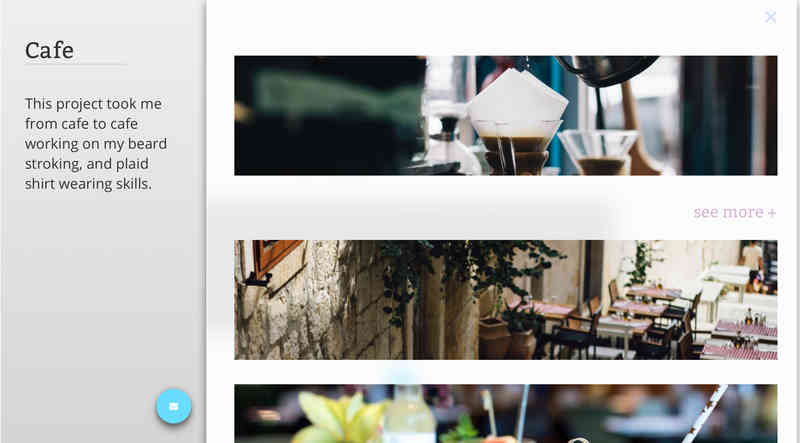 Cafe
This project took me
from cafe to cafe
working on my beard
stroking, and plaid
shirt wearing skills.
see more +